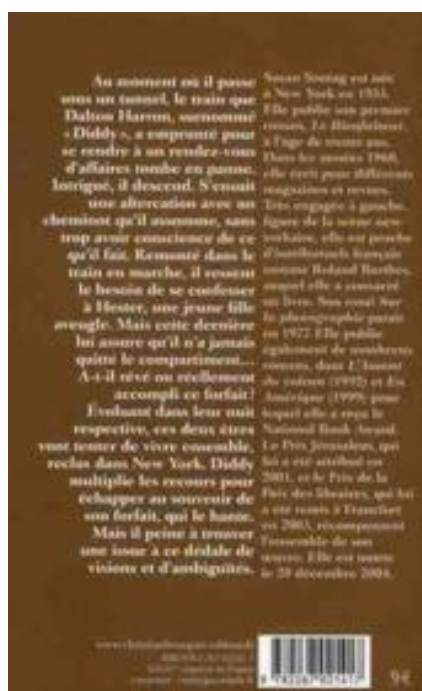 Au moment où il passe
sous un tunnel, le train que
Dalton Harron, surnommé
« Diddy », a emprunté pour
se rendre à un rendez-vous
d'affaires tombe en panne.
Intrigué, il descend. S'ensuit
une altercation avec un
cheminot qu'il assomme, sans
trop avoir conscience de ce
qu'il fait. Remonté dans le
train en marche, il ressent
le besoin de se confesser
à Hester, une jeune fille
aveugle. Mais cette dernière
lui assure qu'il n'a jamais
quitté le compartiment...
A-t-il rêvé ou réellement
accompli ce forfait?
Évoluant dans leur nuit
respective, ces deux êtres
vont tenter de vivre ensemble,
reclus dans New York. Diddy
multiplie les recours pour
échapper au souvenir de
son forfait, qui le hante.
Mais il peine à trouver
une issue à ce dédale de
visions et d'ambiguïtés.
Susan Sontag est née
à New York en 1933.
Elle publie son premier
roman, Le Bienfaiteur,
à l'âge de trente ans.
Dans les années 1960,
elle écrit pour différents
magazines et revues.
Très engagée à gauche,
figure de la scène new-
yorkaise, elle est proche
d'intellectuels français
comme Roland Barthes,
auquel elle a consacré
un livre. Son essai Sur
la photographie paraît
en 1977. Elle publie
également de nombreux
romans, dont L'Amant
du volcan (1992) et En
Amérique (1999) pour
lequel elle a reçu le
National Book Award.
Le Prix Jérusalem, qui
lui a été attribué en
2001, et le Prix de la
Paix des libraires, qui lui
a été remis à Francfort
en 2003, récompensent
l'ensemble de son
œuvre. Elle est morte
le 28 décembre 2004.
9€